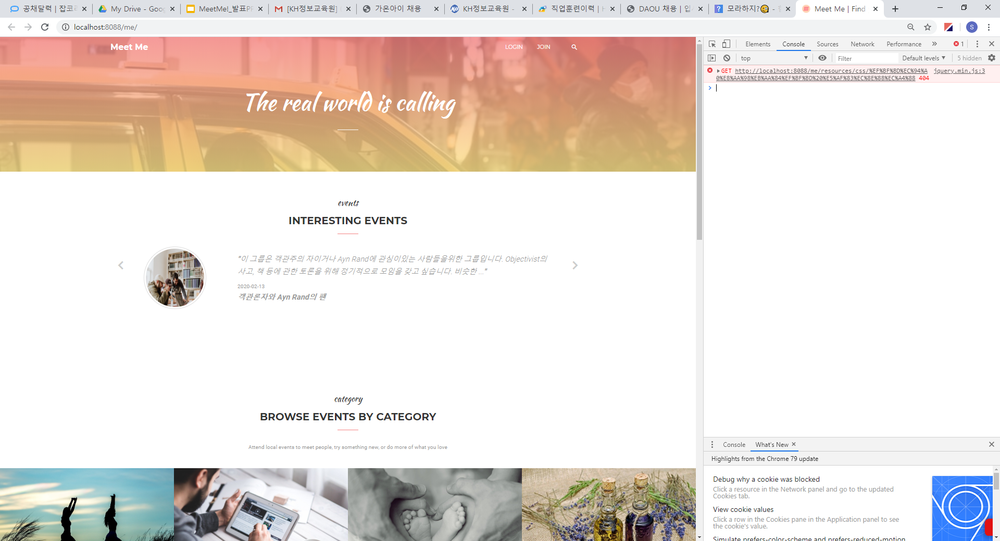 공채달력 | 잡코리
My Drive - Goog
MeetMe!_발표PP
[KH정보교육원]
가온아이 채용
KH정보교육원 -
직업훈련이력 | H
DAOU 채용 | 입
모라하지?🧐 -
Meet Me | Find
localhost:8088/me/
S
Meet Me
LOGIN JOIN
The real world is calling
events
INTERESTING EVENTS
"이 그룹은 객관주의 자이거나 Ayn Rand에 관심이있는 사람들을위한 그룹입니다. Objectivist의
사고, 책 등에 관한 토론을 위해 정기적으로 모임을 갖고 싶습니다. 비슷한 ..."
2020-02-13
객관론자와 Ayn Rand의 팬
category
BROWSE EVENTS BY CATEGORY
Attend local events to meet people, try something new, or do more of what you love
Elements Console Sources Network Performance » 1
top Filter Default levels 5 hidden
GET http://localhost:8088/me/resources/css/%EF%BF%BD%EC%94%A jquery.min.js:3
0%E8%AA%98%EB%AA%84%EF%BF%BD%20%E5%AF%83%EC%8E%88%EC%A4%88 404
Console What's New
Highlights from the Chrome 79 update
Debug why a cookie was blocked
Click a resource in the Network panel and go to the updated
Cookies tab.
View cookie values
Click a row in the Cookies pane in the Application panel to see
the cookie's value.
Simulate prefers-color-scheme and prefers-reduced-motion